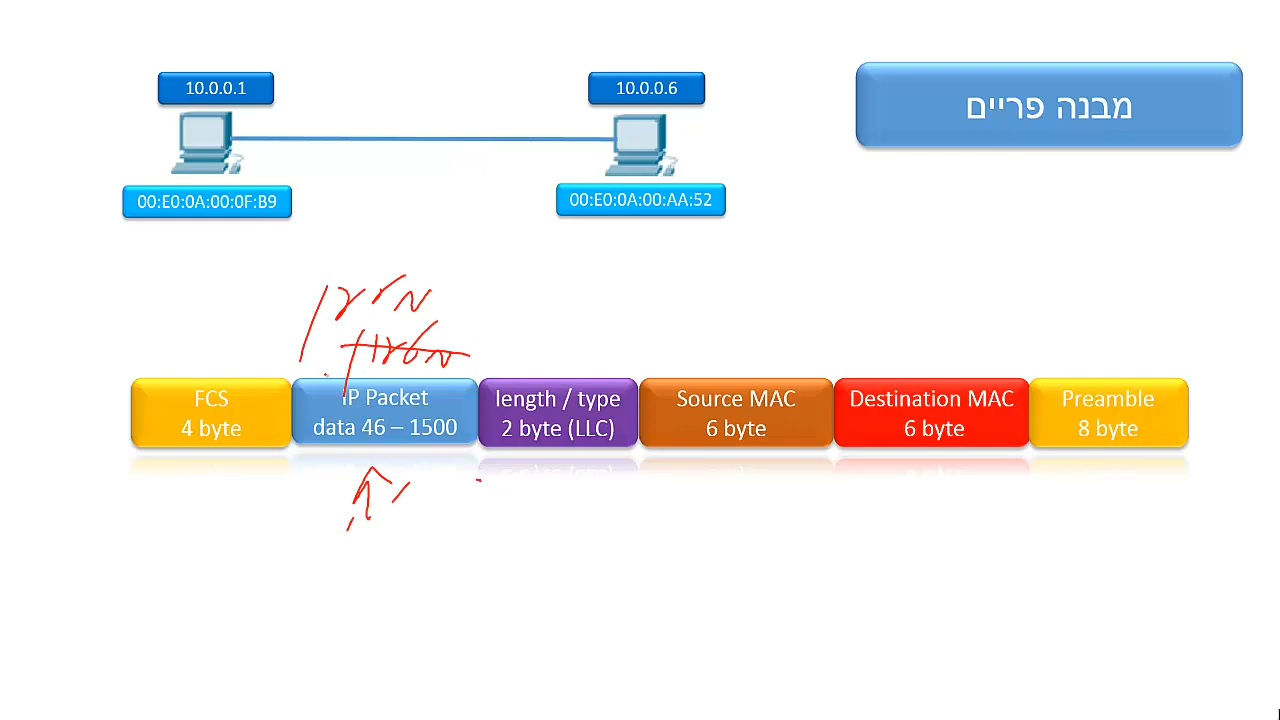 מבנה פריים
10.0.0.1
10.0.0.6
00:E0:0A:00:0F:B9
00:E0:0A:00:AA:52
FCS
4 byte
IP Packet
data 46 – 1500
length / type
2 byte (LLC)
Source MAC
6 byte
Destination MAC
6 byte
Preamble
8 byte